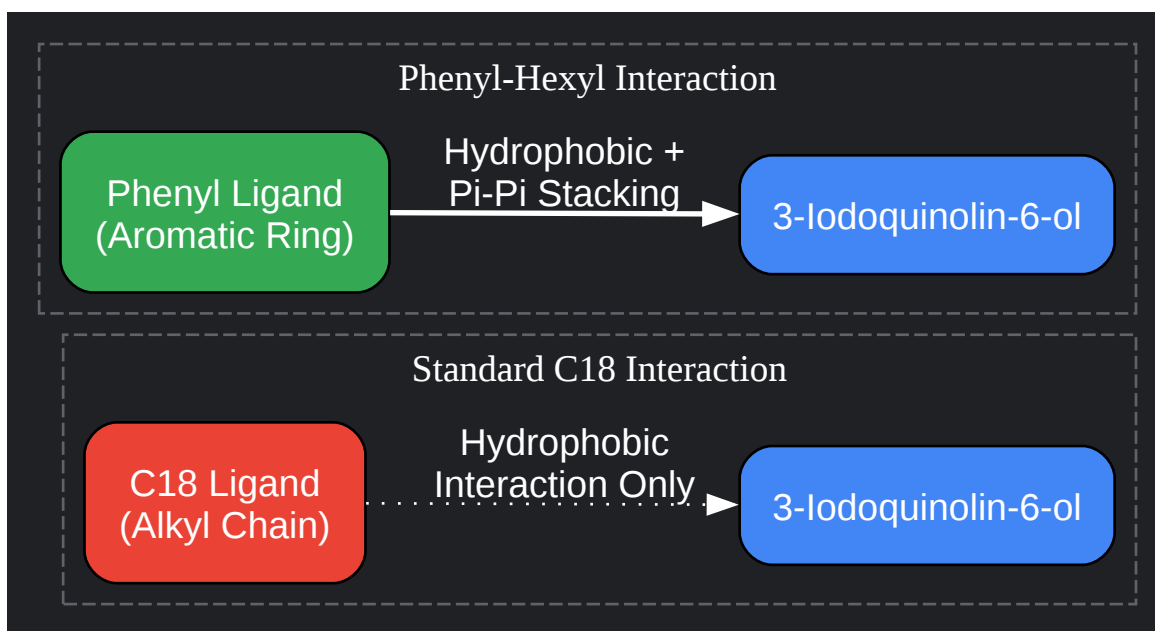 Phenyl-Hexyl Interaction
Phenyl Ligand
(Aromatic Ring)
Hydrophobic +
Pi-Pi Stacking
3-Iodoquinolin-6-ol
Standard C18 Interaction
C18 Ligand
(Alkyl Chain)
Hydrophobic
Interaction Only
3-Iodoquinolin-6-ol